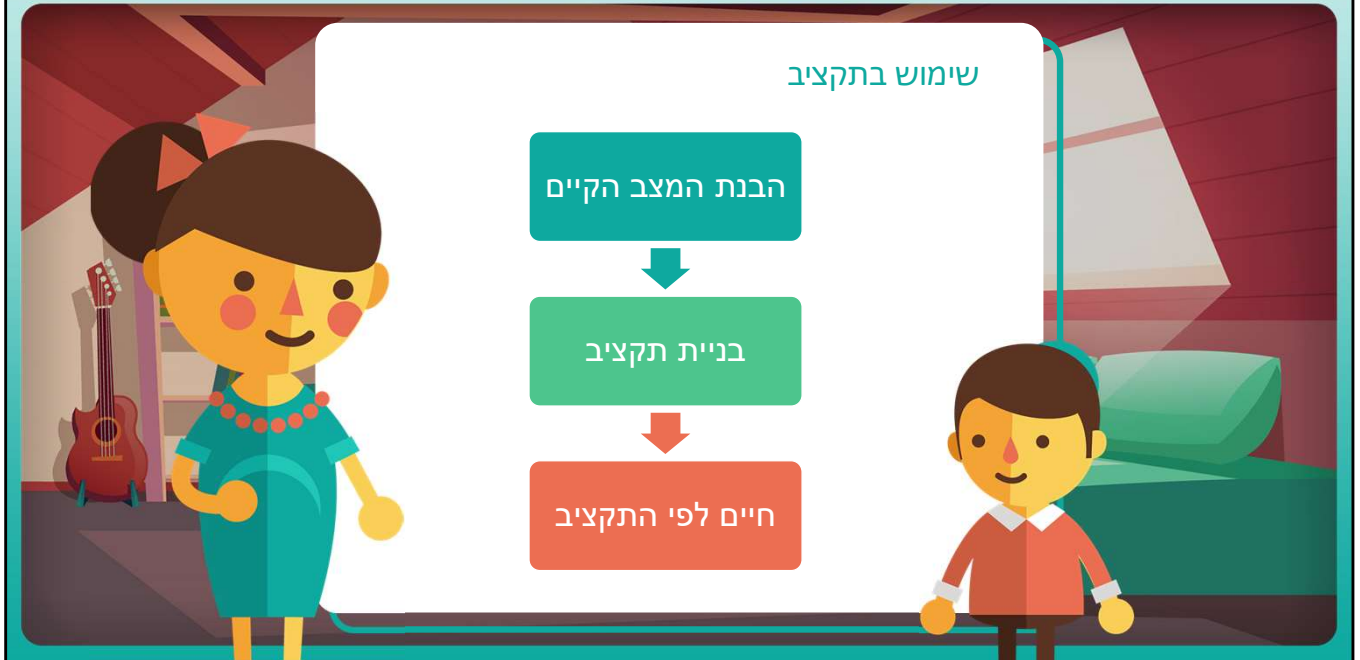 שימוש בתקציב
הבנת המצב הקיים
בניית תקציב
חיים לפי התקציב